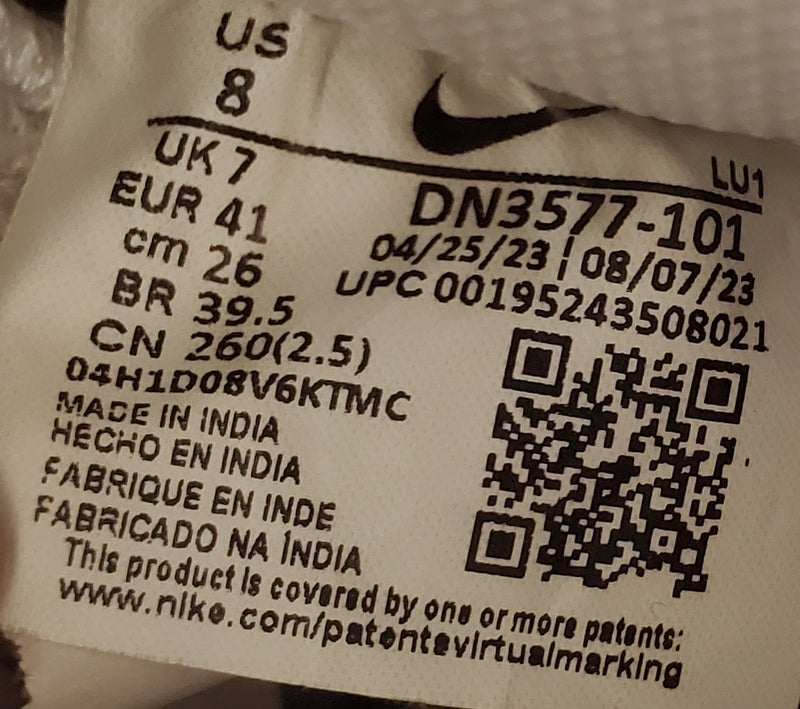 US
8
LU1
UK 7
EUR 41
cm 26
BR 39.5
CN 260(2.5)
DN3577-101
04/25/23 | 08/07/23
UPC 00195243508021
04H1D08V6KTMC
MADE IN INDIA
HECHO EN INDIA
FABRIQUE EN INDE
FABRICADO NA ÍNDIA
This product is covered by one or more patents:
www.nike.com/patentsvirtualmarking